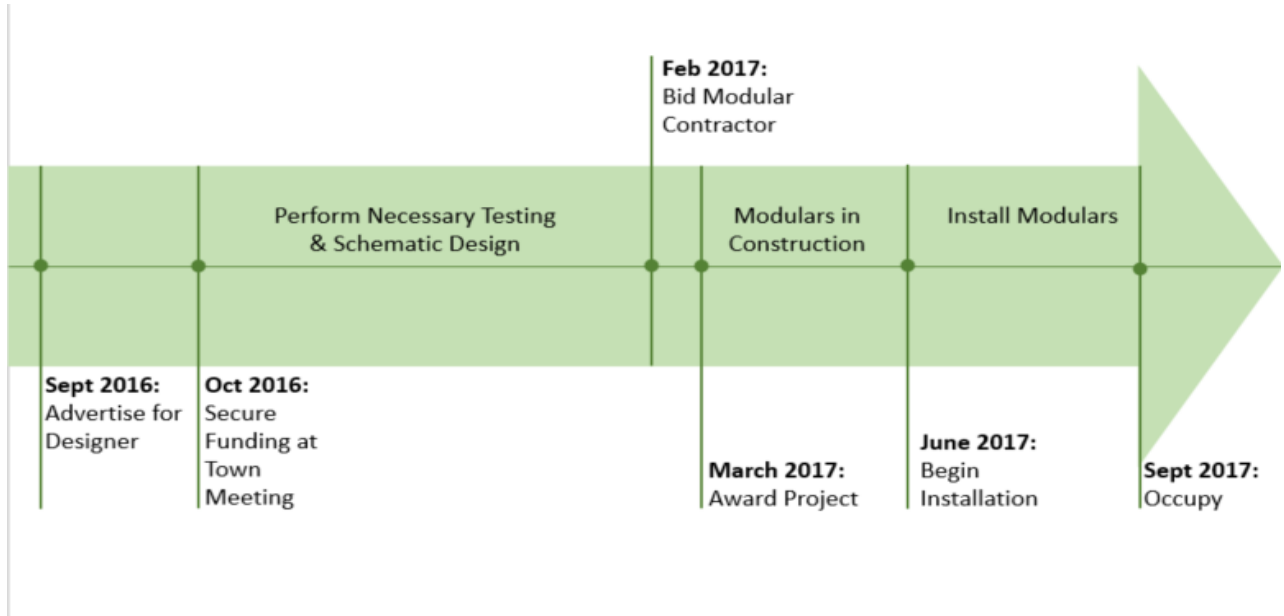 Feb 2017:
Bid Modular
Contractor
Perform Necessary Testing
& Schematic Design
Modulars in
Construction
Install Modulars
Sept 2016:
Advertise for
Designer
Oct 2016:
Secure
Funding at
Town
Meeting
March 2017:
Award Project
June 2017:
Begin
Installation
Sept 2017:
Occupy